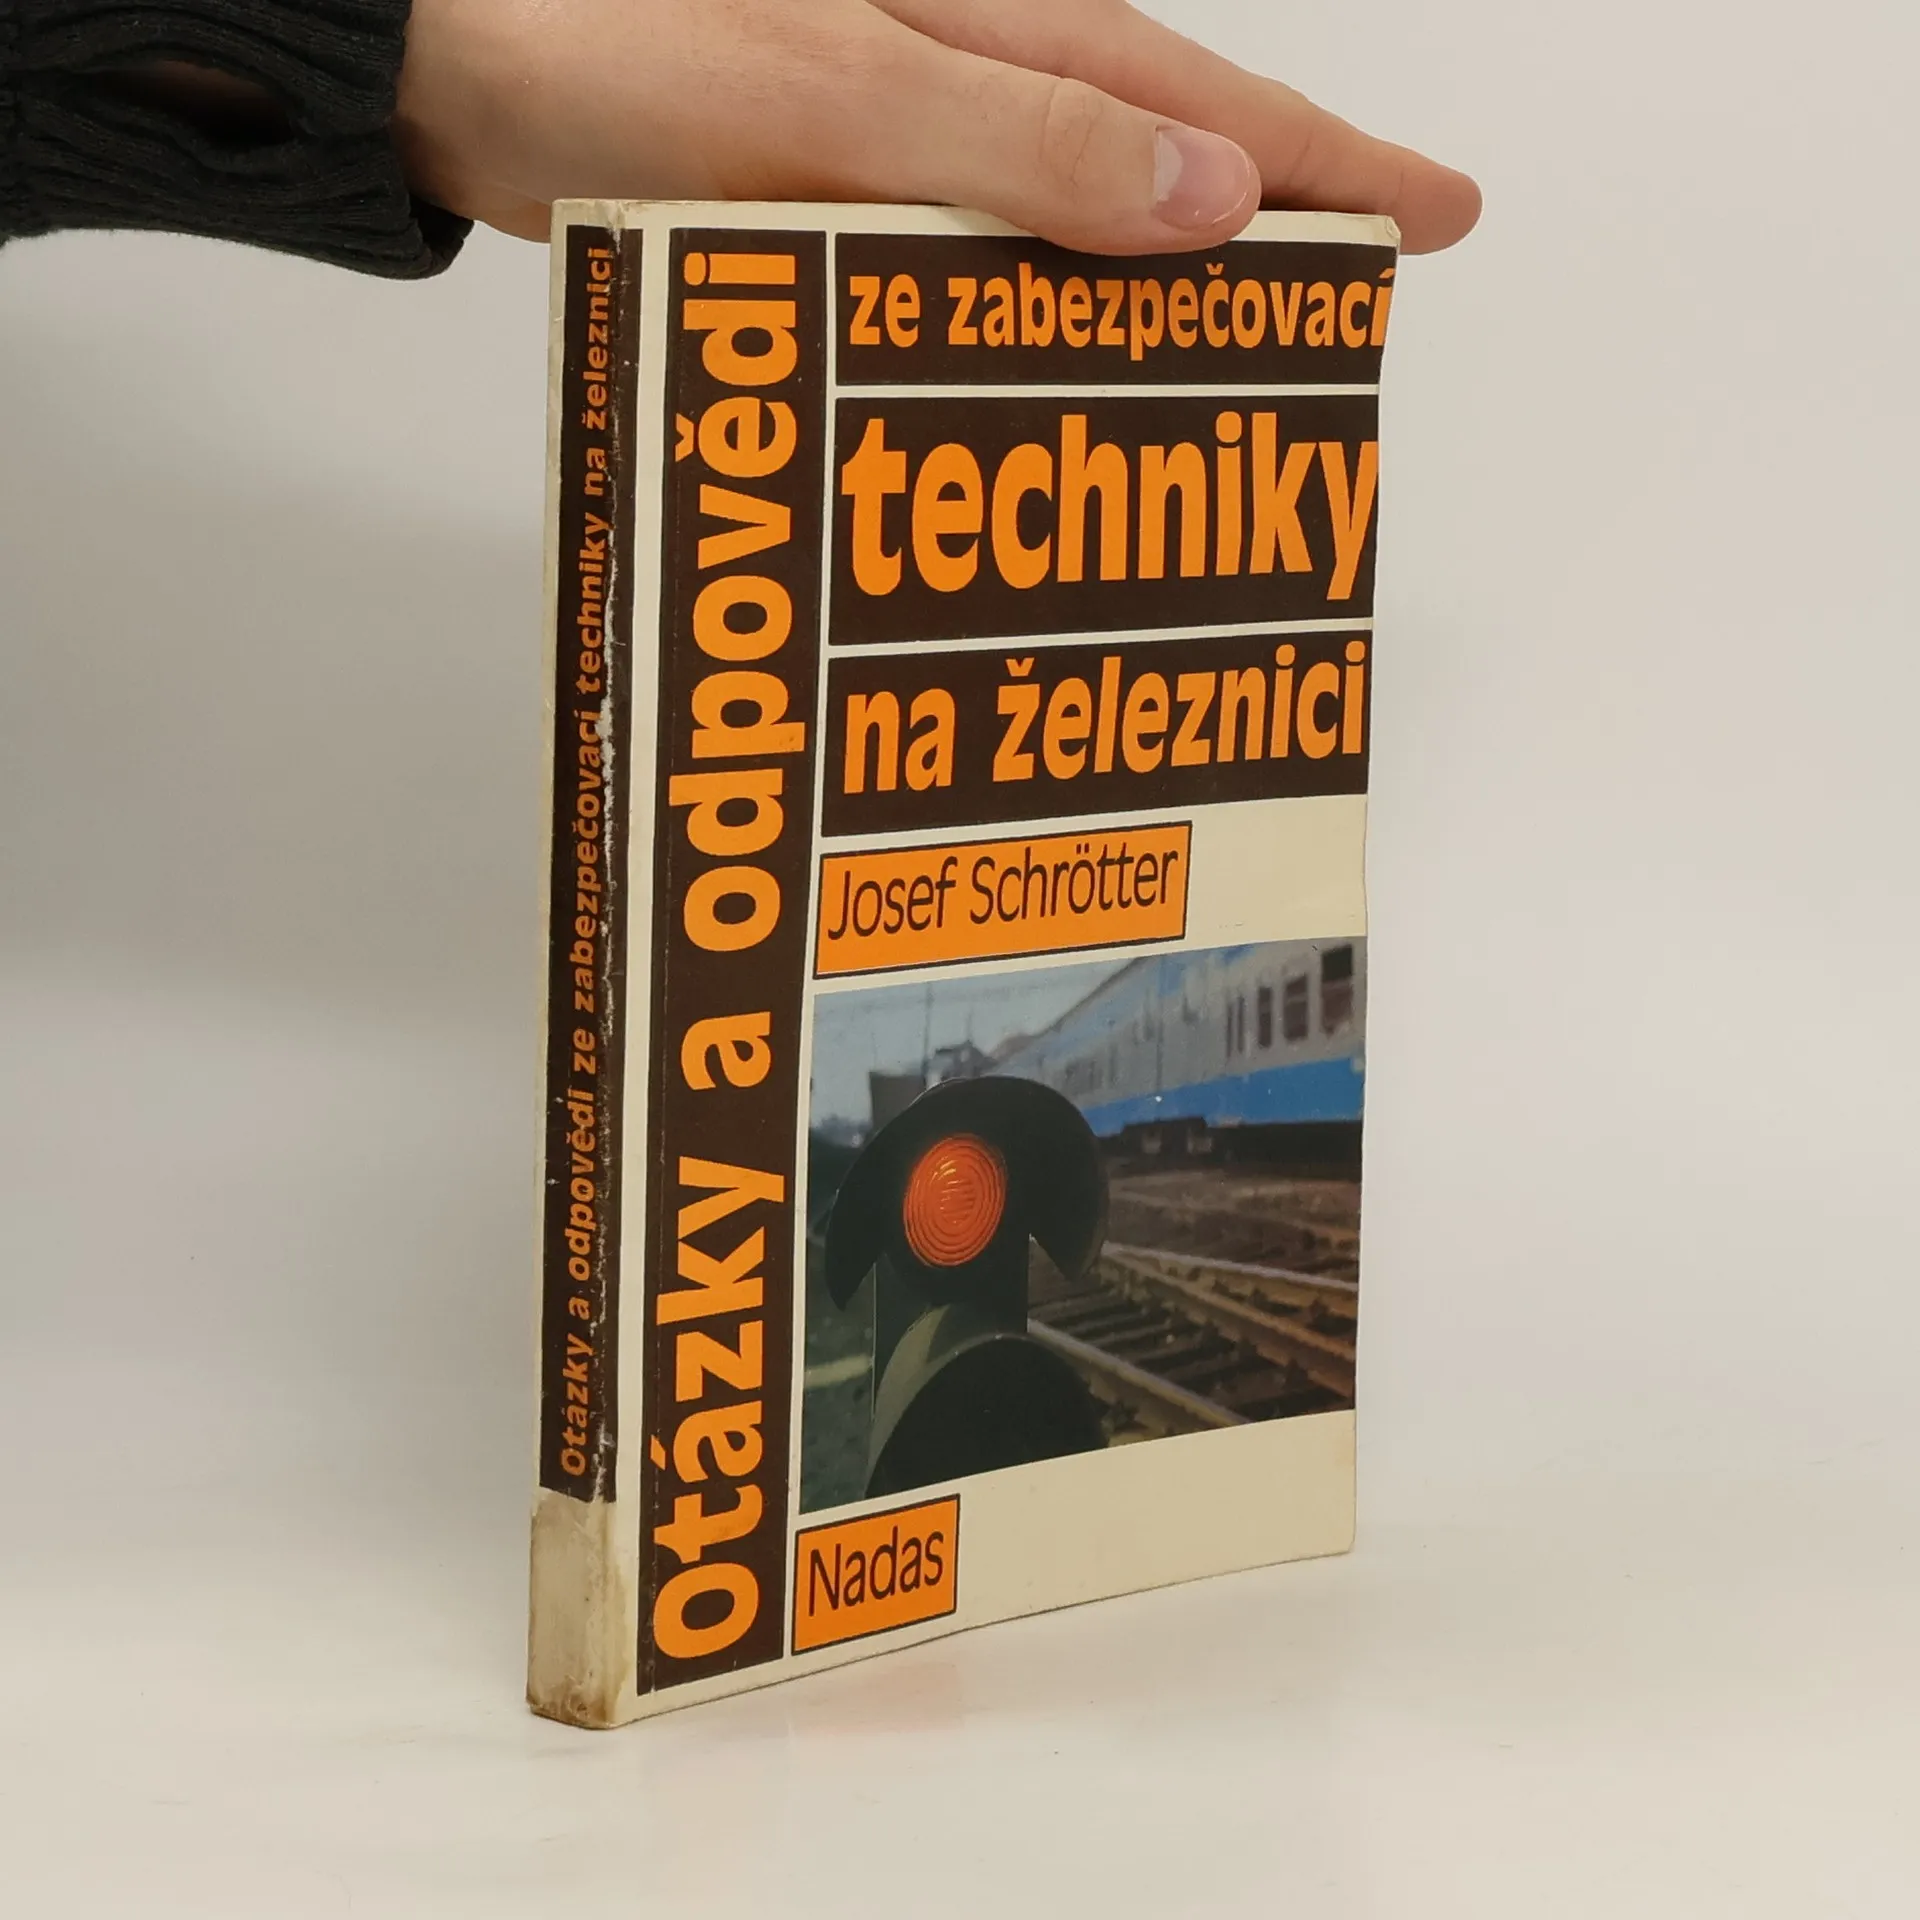 Otázky a odpovědi ze zabezpečovací techniky na železnici
Otázky a odpovědi
ze zabezpečovací
techniky
na železnici
Josef Schrötter
Nadas